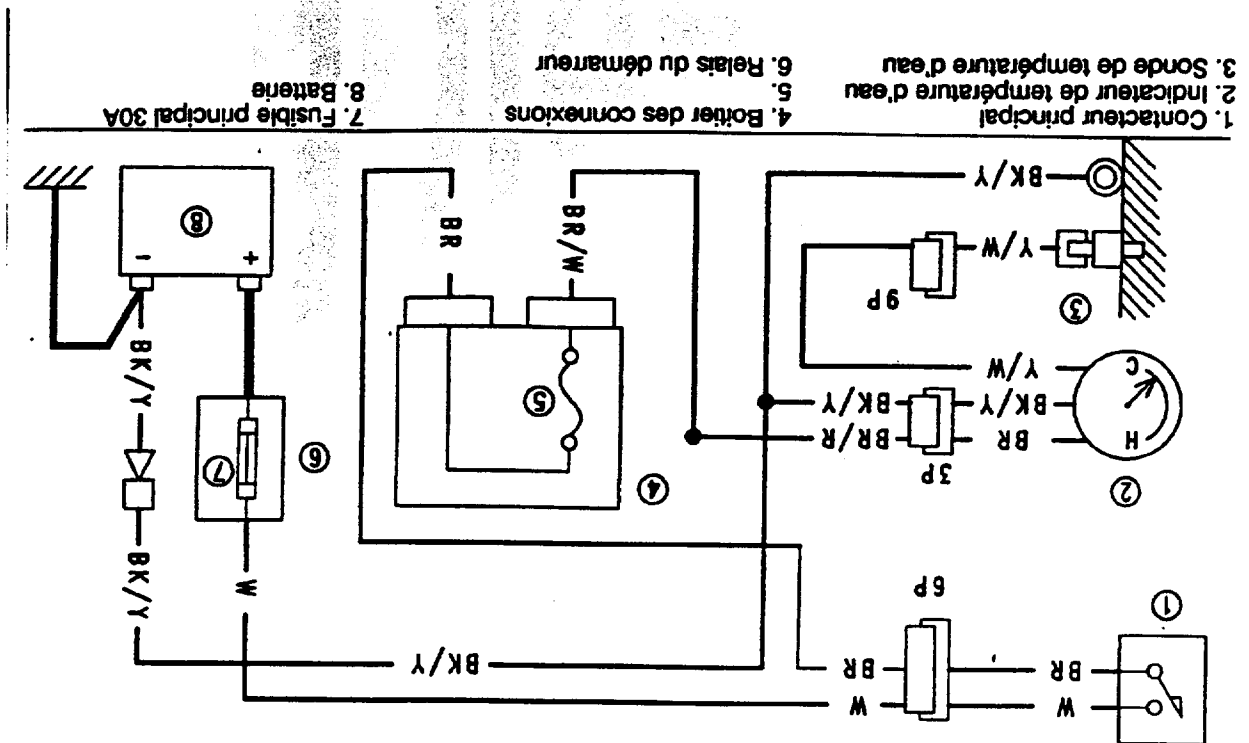 W W
BR BR BK/Y
1 6P W BK/Y
2 3P 4 6 7
H BR BR/R
BK/Y BK/Y 5 BK/Y
C Y/W
3 9P
Y/W BR/W BR + - 8
BK/Y
1. Contacteur principal
2. Indicateur de température d'eau
3. Sonde de température d'eau
4. Boîtier des connexions
5.
6. Relais du démarreur
7. Fusible principal 30A
8. Batterie